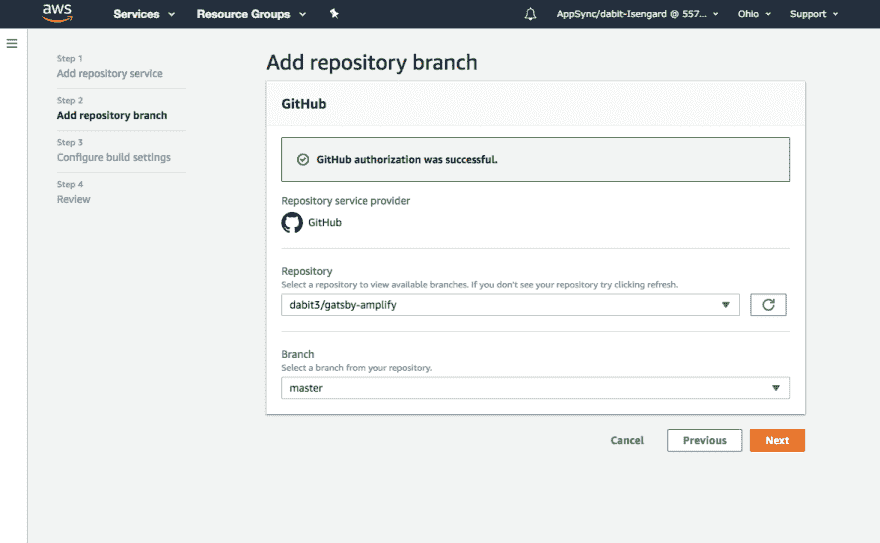 aws
Services
Resource Groups
AppSync/dabit-Isengard @ 557...
Ohio
Support
Step 1
Add repository service
Step 2
Add repository branch
Step 3
Configure build settings
Step 4
Review
Add repository branch
GitHub
GitHub authorization was successful.
Repository service provider
GitHub
Repository
Select a repository to view available branches. If you don't see your repository try clicking refresh.
dabit3/gatsby-amplify
Branch
Select a branch from your repository.
master
Cancel
Previous
Next